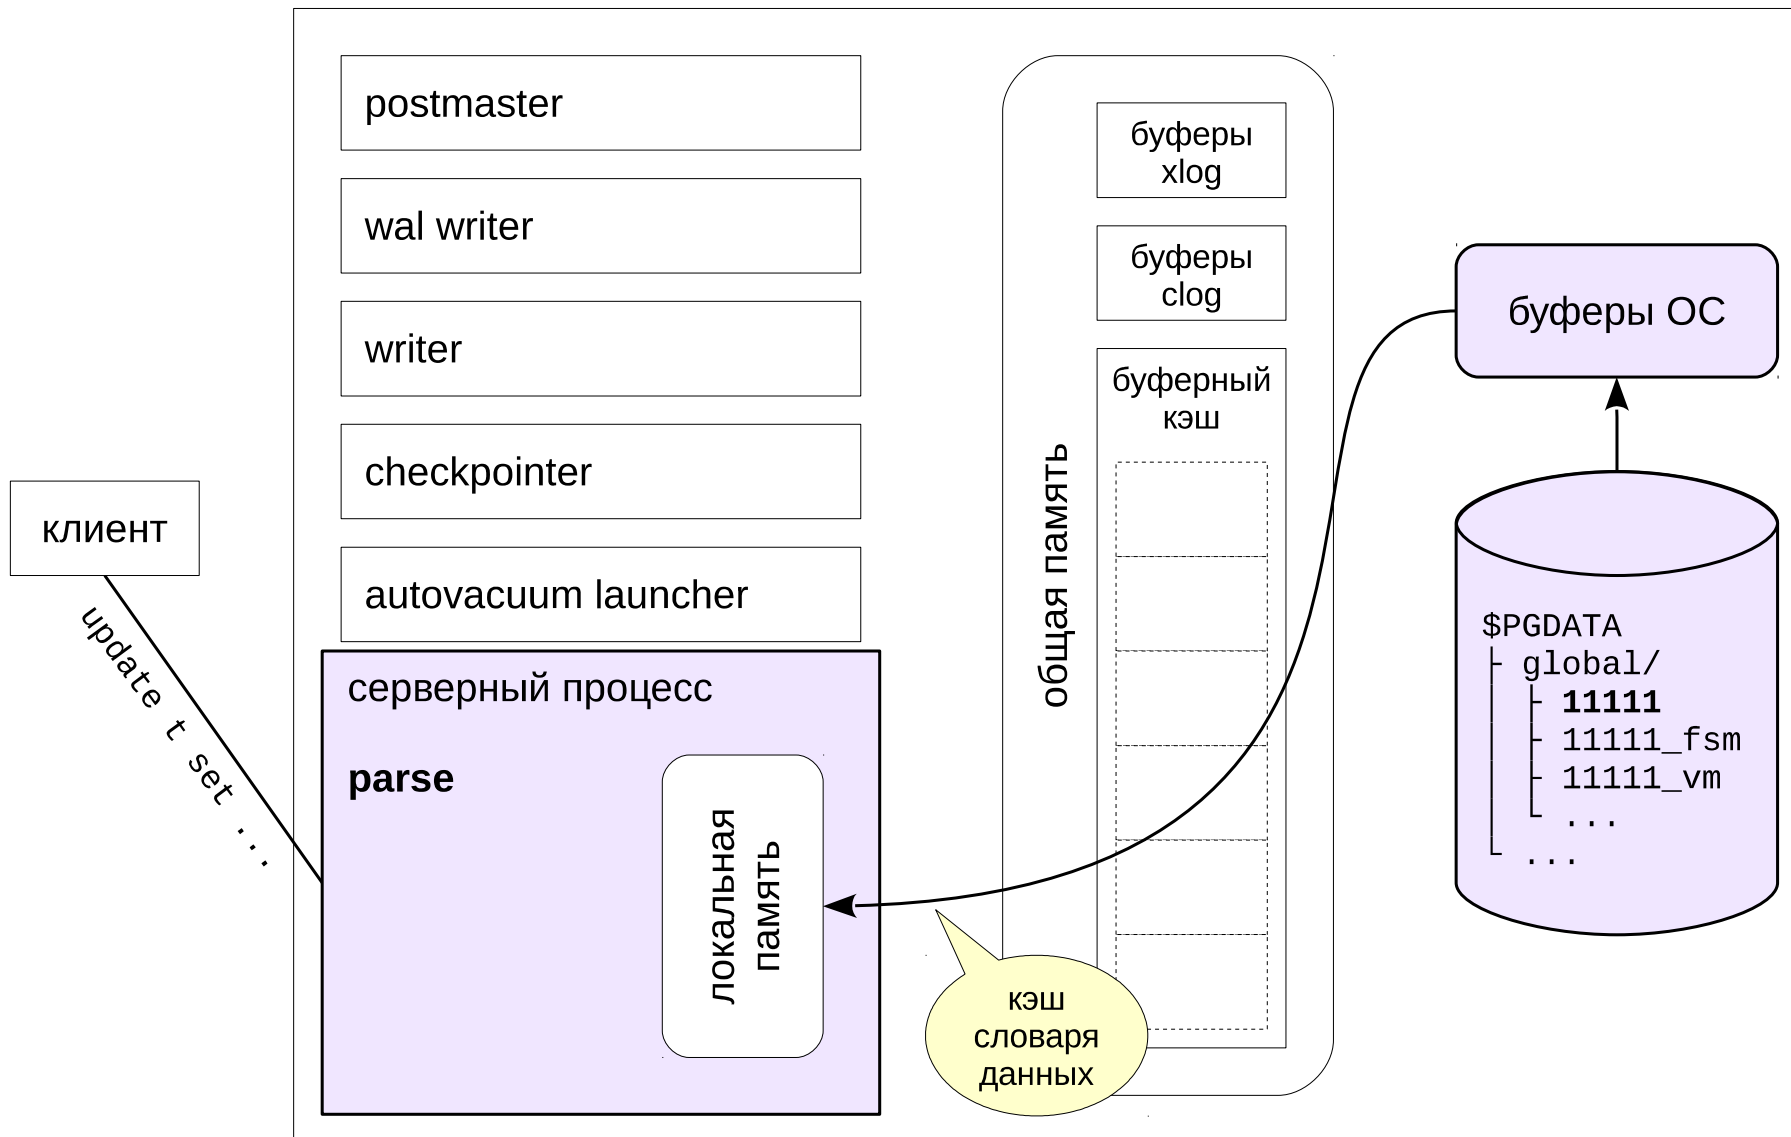 postmaster
wal writer
writer
checkpointer
autovacuum launcher
клиент
update t set ...
серверный процесс
parse
локальная
память
общая память
буферы
xlog
буферы
clog
буферный
кэш
кэш
словаря
данных
буферы ОС
$PGDATA
├ global/
│ ├ 11111
│ ├ 11111_fsm
│ ├ 11111_vm
│ └ ...
└ ...